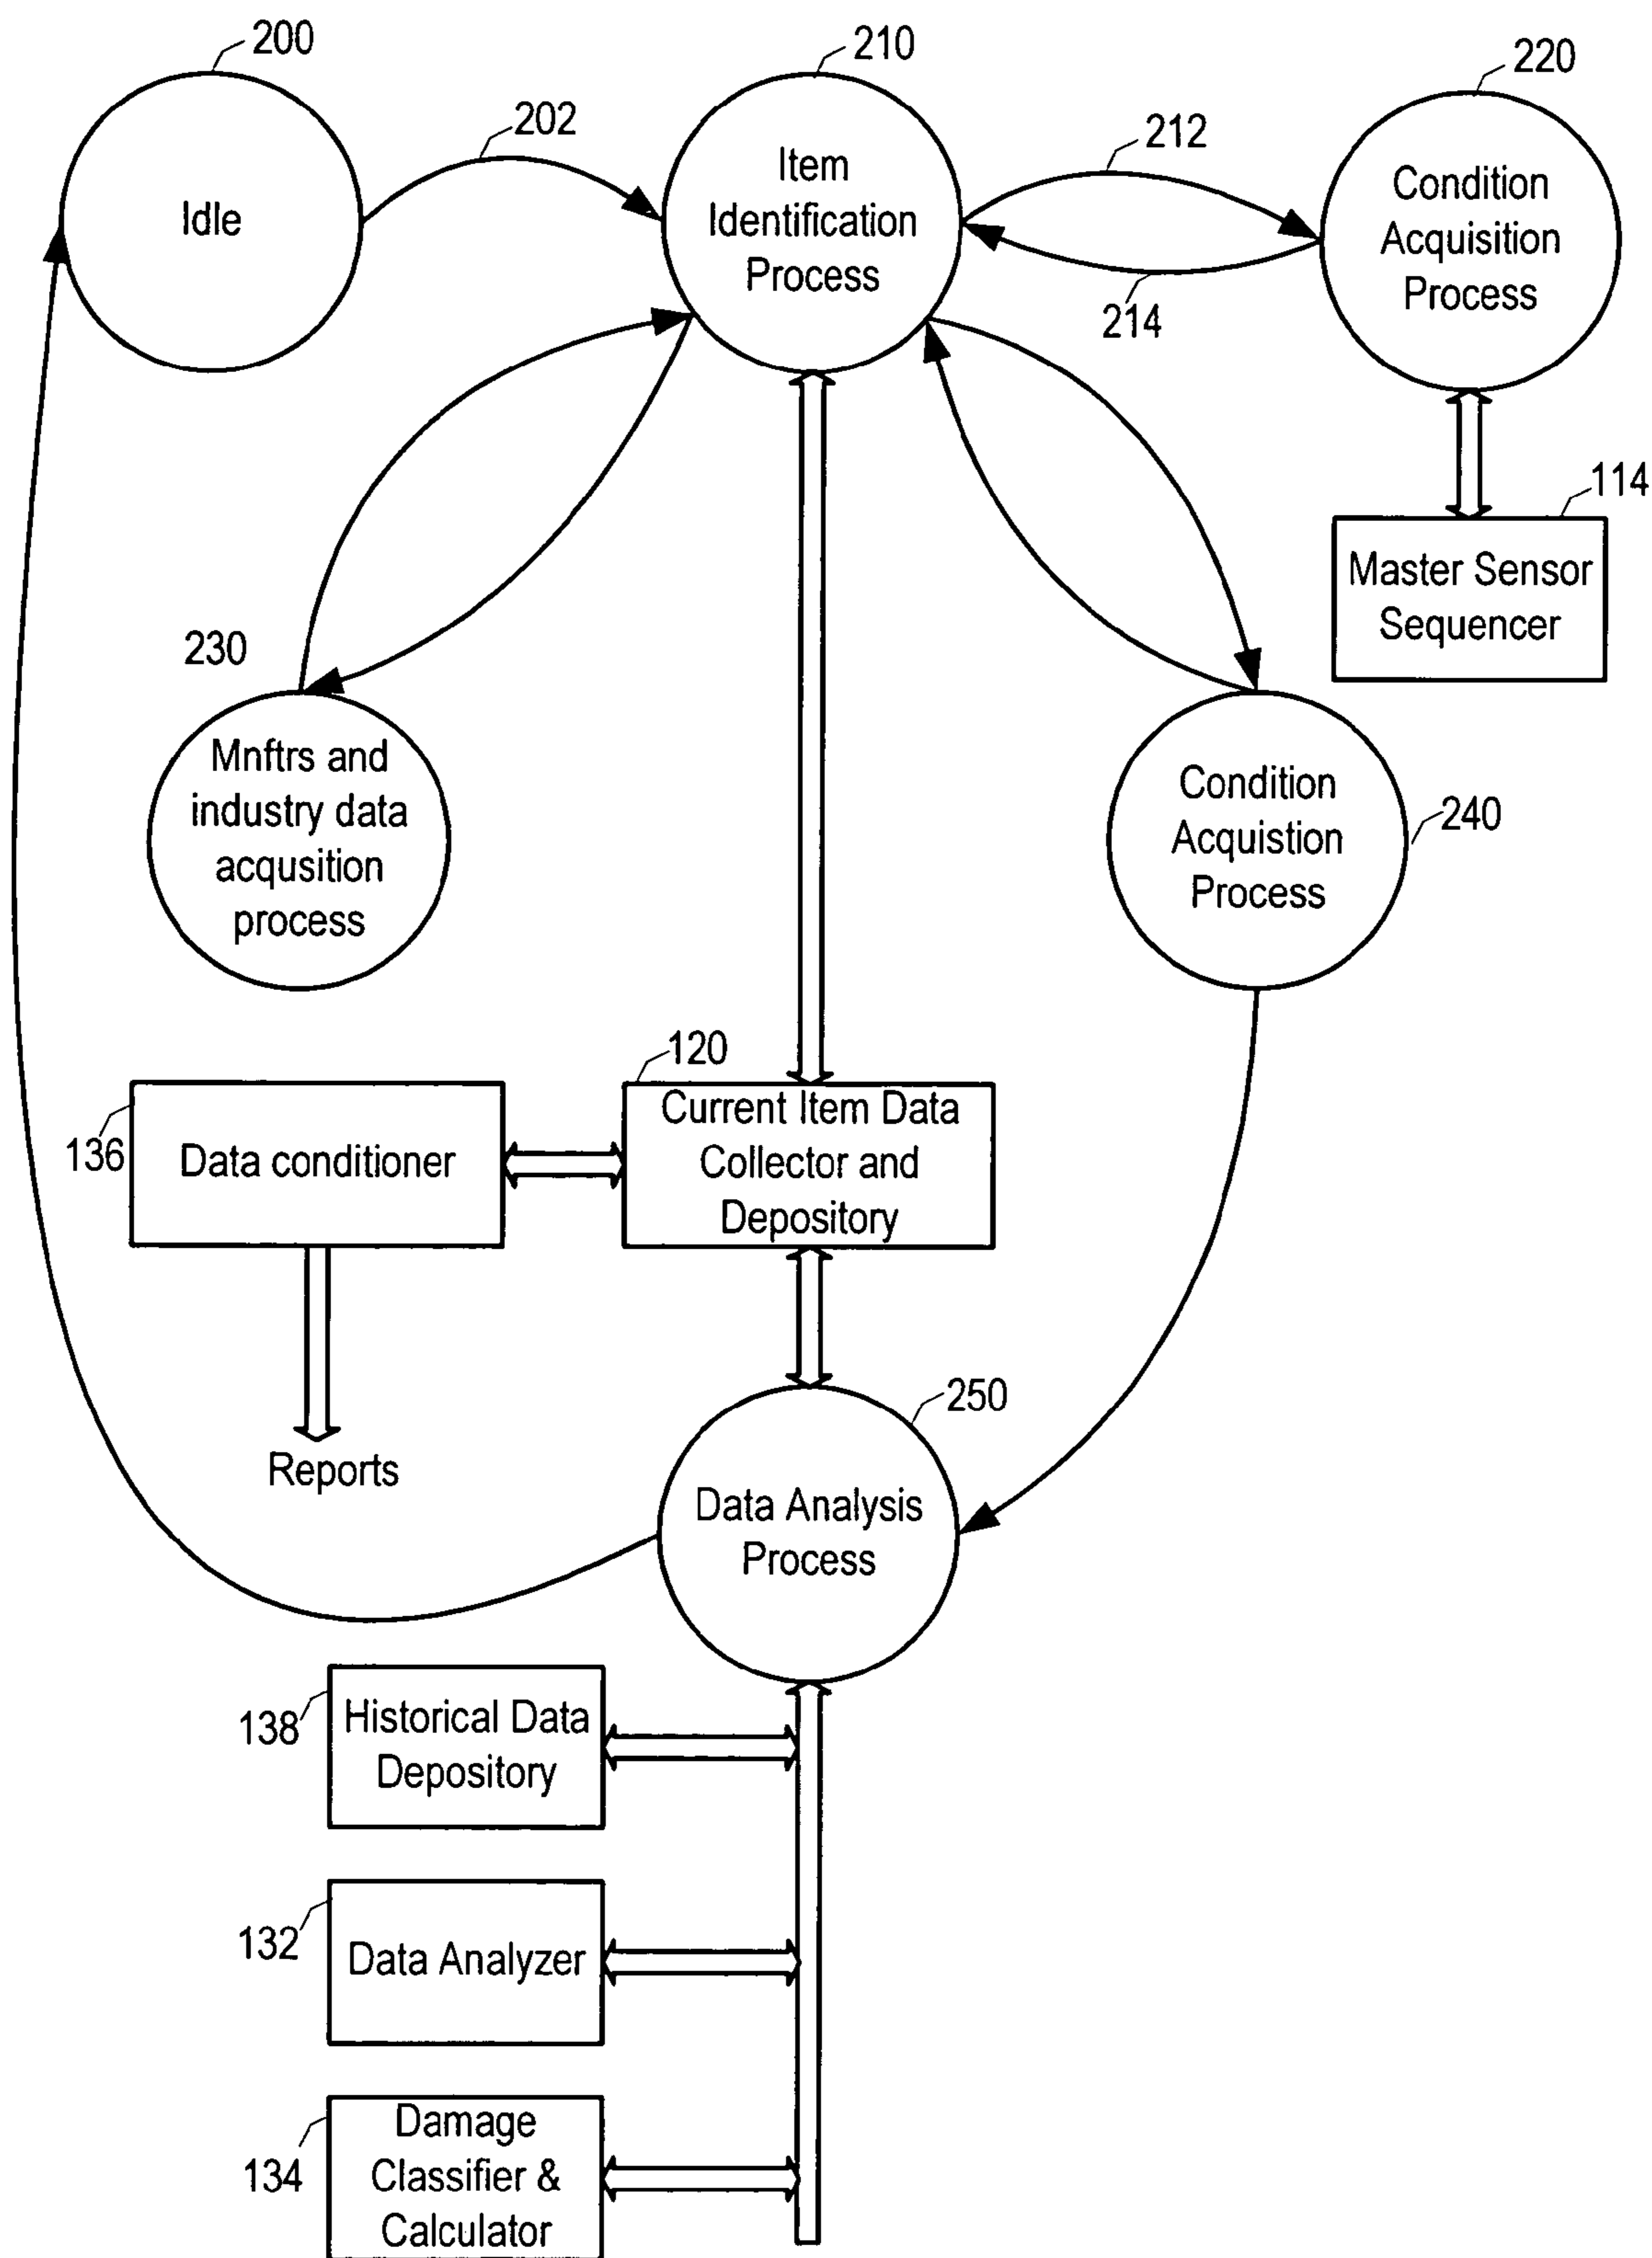 200
210
220
202
212
Idle
Item
Identification
Process
Condition
Acquisition
Process
214
114
Master Sensor
Sequencer
230
Mnftrs and
industry data
acqusition
process
Condition
Acquistion
Process
240
120
136
Data conditioner
Current Item Data
Collector and
Depository
250
Reports
Data Analysis
Process
138
Historical Data
Depository
132
Data Analyzer
134
Damage
Classifier &
Calculator